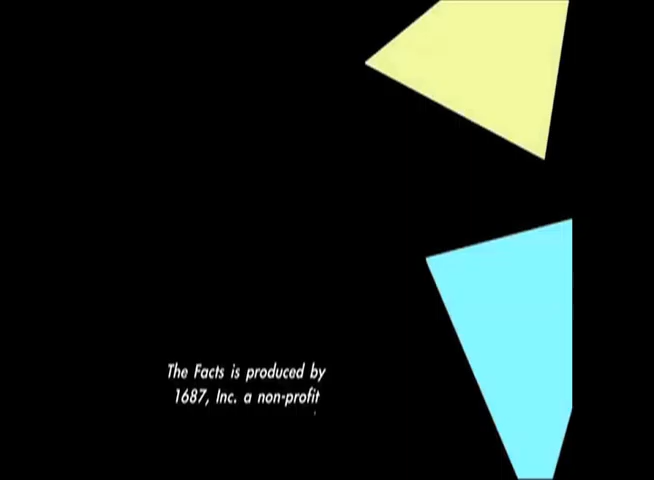 The Facts is produced by
1687, Inc. a non-profit